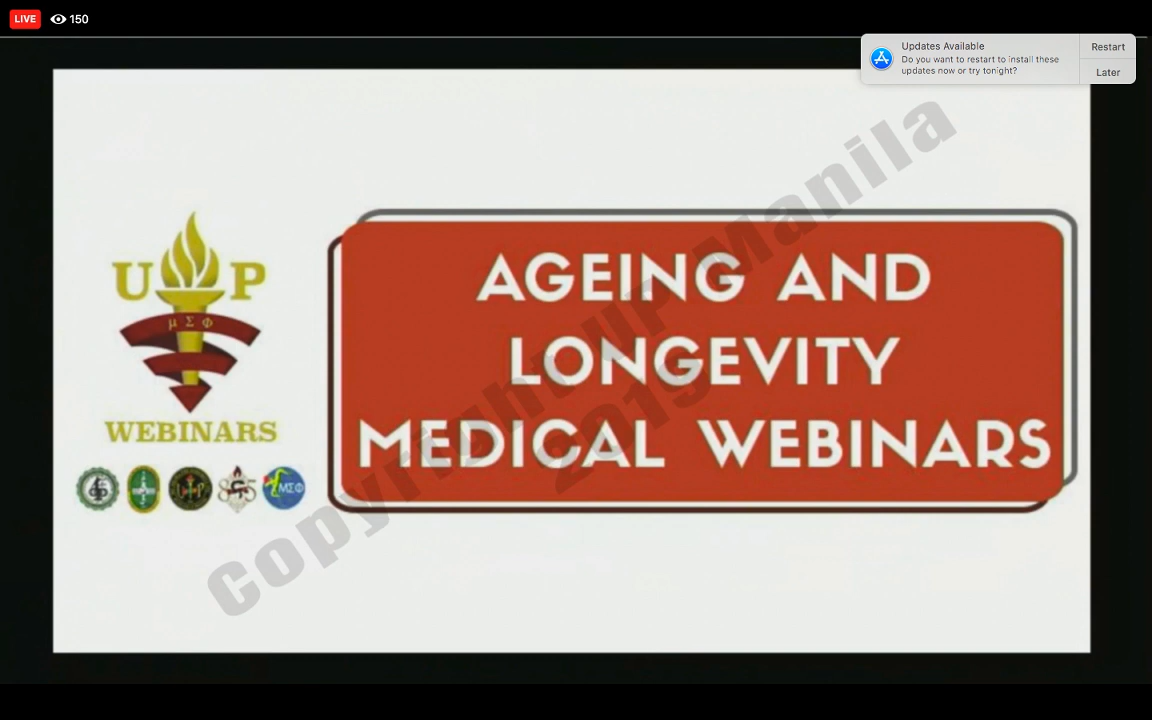 LIVE 150
Updates Available
Do you want to restart to install these
updates now or try tonight?
Restart
Later
U P
μ Σ Φ
WEBINARS
ΜΣΦ
AGEING AND
LONGEVITY
MEDICAL WEBINARS
Copyright UP Manila
2019